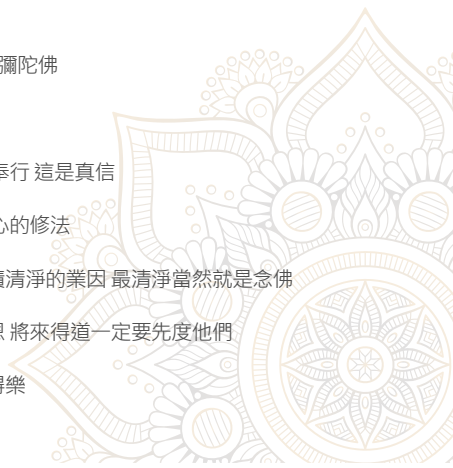 彌陀佛
奉行 這是真信
心的修法
積清淨的業因 最清淨當然就是念佛
將來得道一定要先度他們
得樂